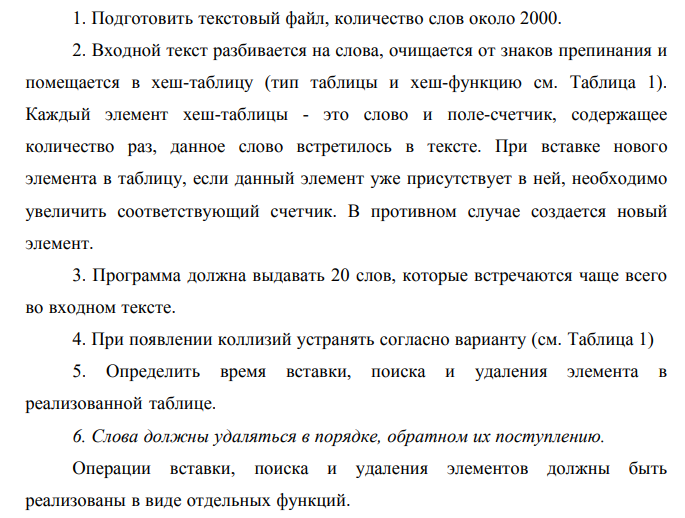 1. Подготовить текстовый файл, количество слов около 2000.
2. Входной текст разбивается на слова, очищается от знаков препинания и
помещается в хеш-таблицу (тип таблицы и хеш-функцию см. Таблица 1).
Каждый элемент хеш-таблицы - это слово и поле-счетчик, содержащее
количество раз, данное слово встретилось в тексте. При вставке нового
элемента в таблицу, если данный элемент уже присутствует в ней, необходимо
увеличить соответствующий счетчик. В противном случае создается новый
элемент.
3. Программа должна выдавать 20 слов, которые встречаются чаще всего
во входном тексте.
4. При появлении коллизий устранять согласно варианту (см. Таблица 1)
5. Определить время вставки, поиска и удаления элемента в
реализованной таблице.
6. Слова должны удаляться в порядке, обратном их поступлению.
Операции вставки, поиска и удаления элементов должны быть
реализованы в виде отдельных функций.